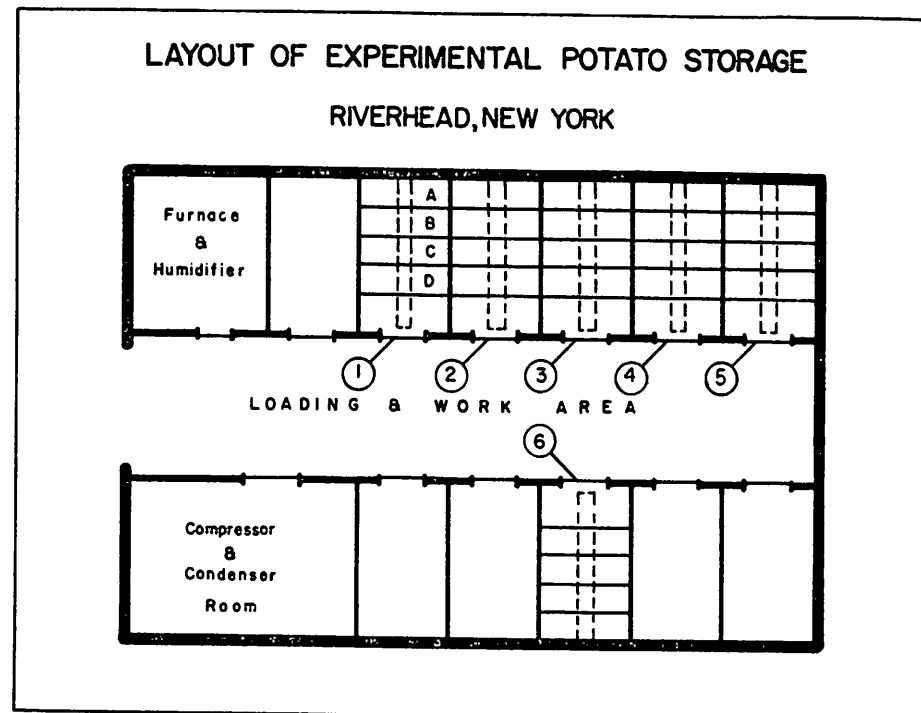 LAYOUT OF EXPERIMENTAL POTATO STORAGE
RIVERHEAD, NEW YORK
Furnace
&
Humidifier
A
B
C
D
1 2 3 4 5
LOADING & WORK AREA
6
Compressor
&
Condenser
Room